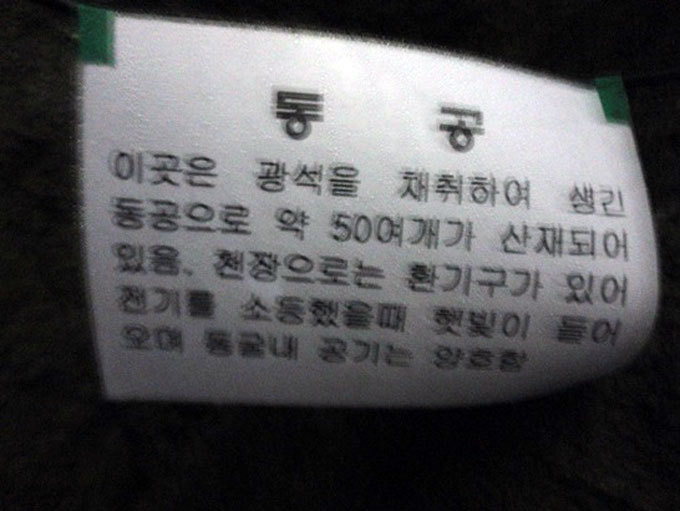 동 공
이곳은 광석을 채취하여 생긴
동공으로 약 50여개가 산재되어
있음. 천장으로는 환기구가 있어
전기를 소등했을때 햇빛이 들어
오며 동굴내 공기는 양호함